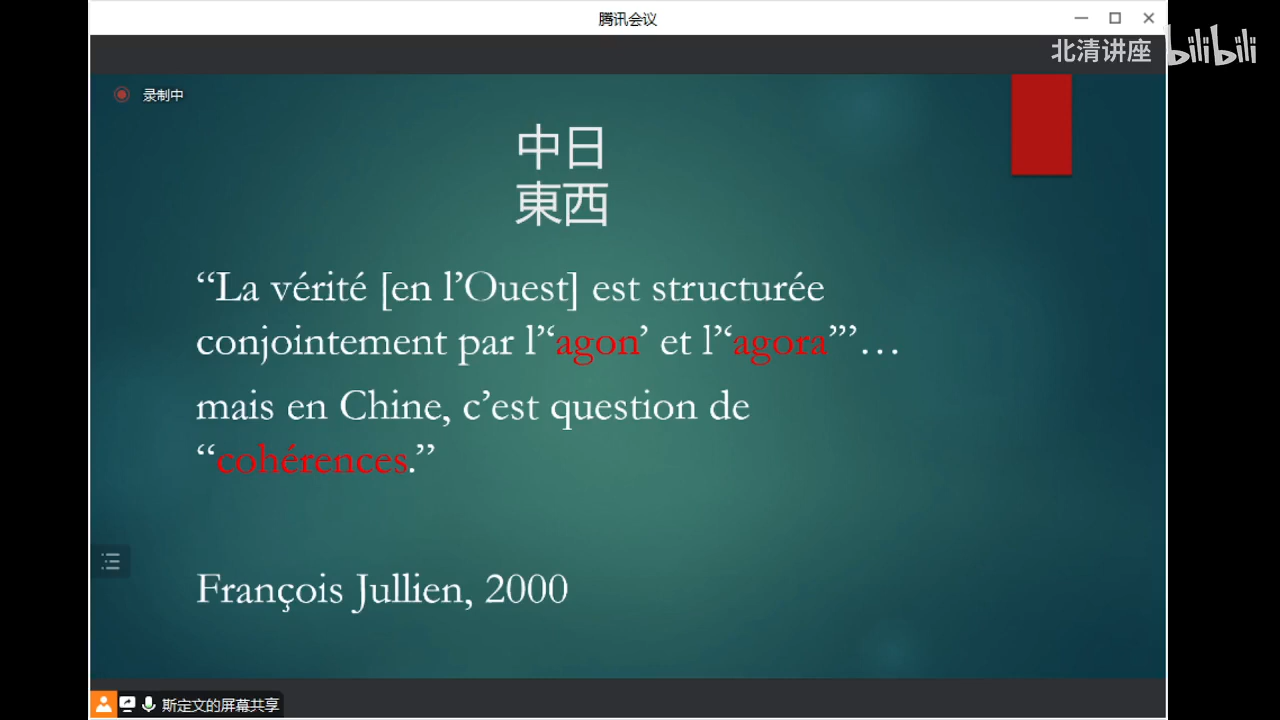 腾讯会议
北清讲座 bilibili
录制中
中日
東西
“La vérité [en l’Ouest] est structurée
conjointement par l’‘agon’ et l’‘agora’”…
mais en Chine, c’est question de
“cohérences.”
François Jullien, 2000
斯定文的屏幕共享